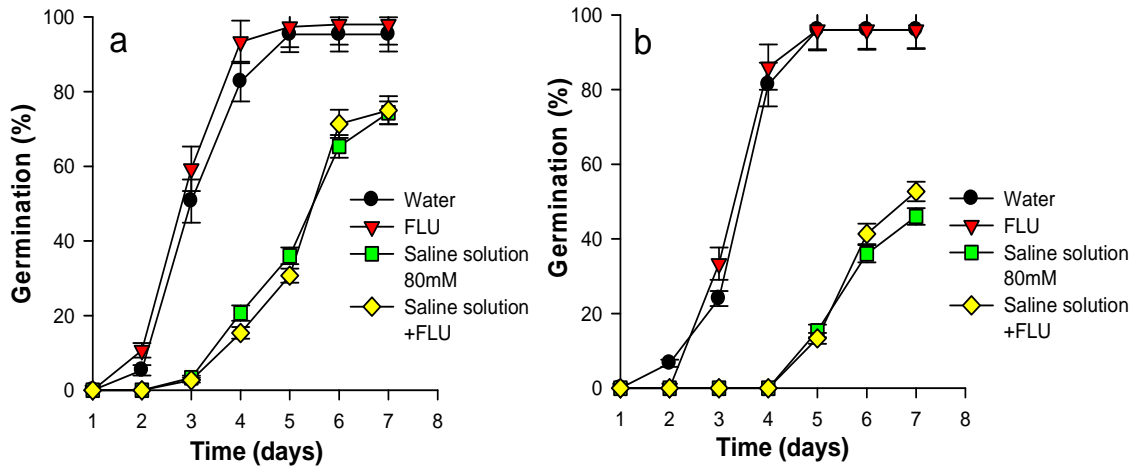 a
Germination (%)
100
80
60
40
20
0
1 2 3 4 5 6 7 8
Time (days)
Water
FLU
Saline solution
80mM
Saline solution
+FLU
b
Germination (%)
100
80
60
40
20
0
1 2 3 4 5 6 7 8
Time (days)
Water
FLU
Saline solution
80mM
Saline solution
+FLU